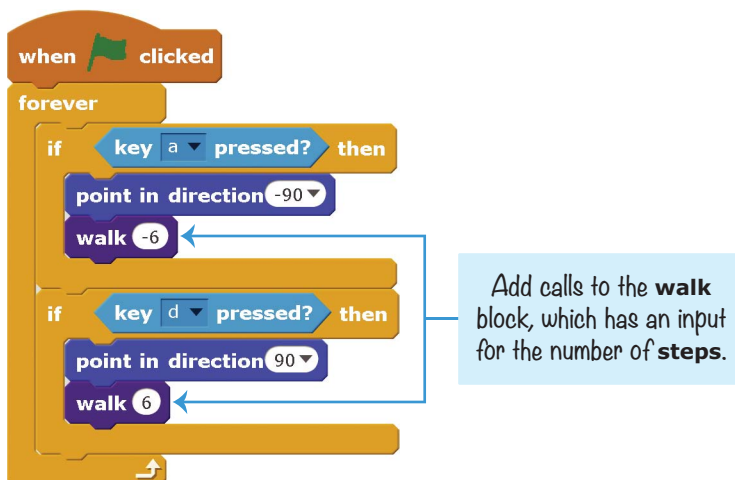 when clicked
forever
if key a pressed? then
point in direction -90
walk -6
if key d pressed? then
point in direction 90
walk 6
Add calls to the walk
block, which has an input
for the number of steps.